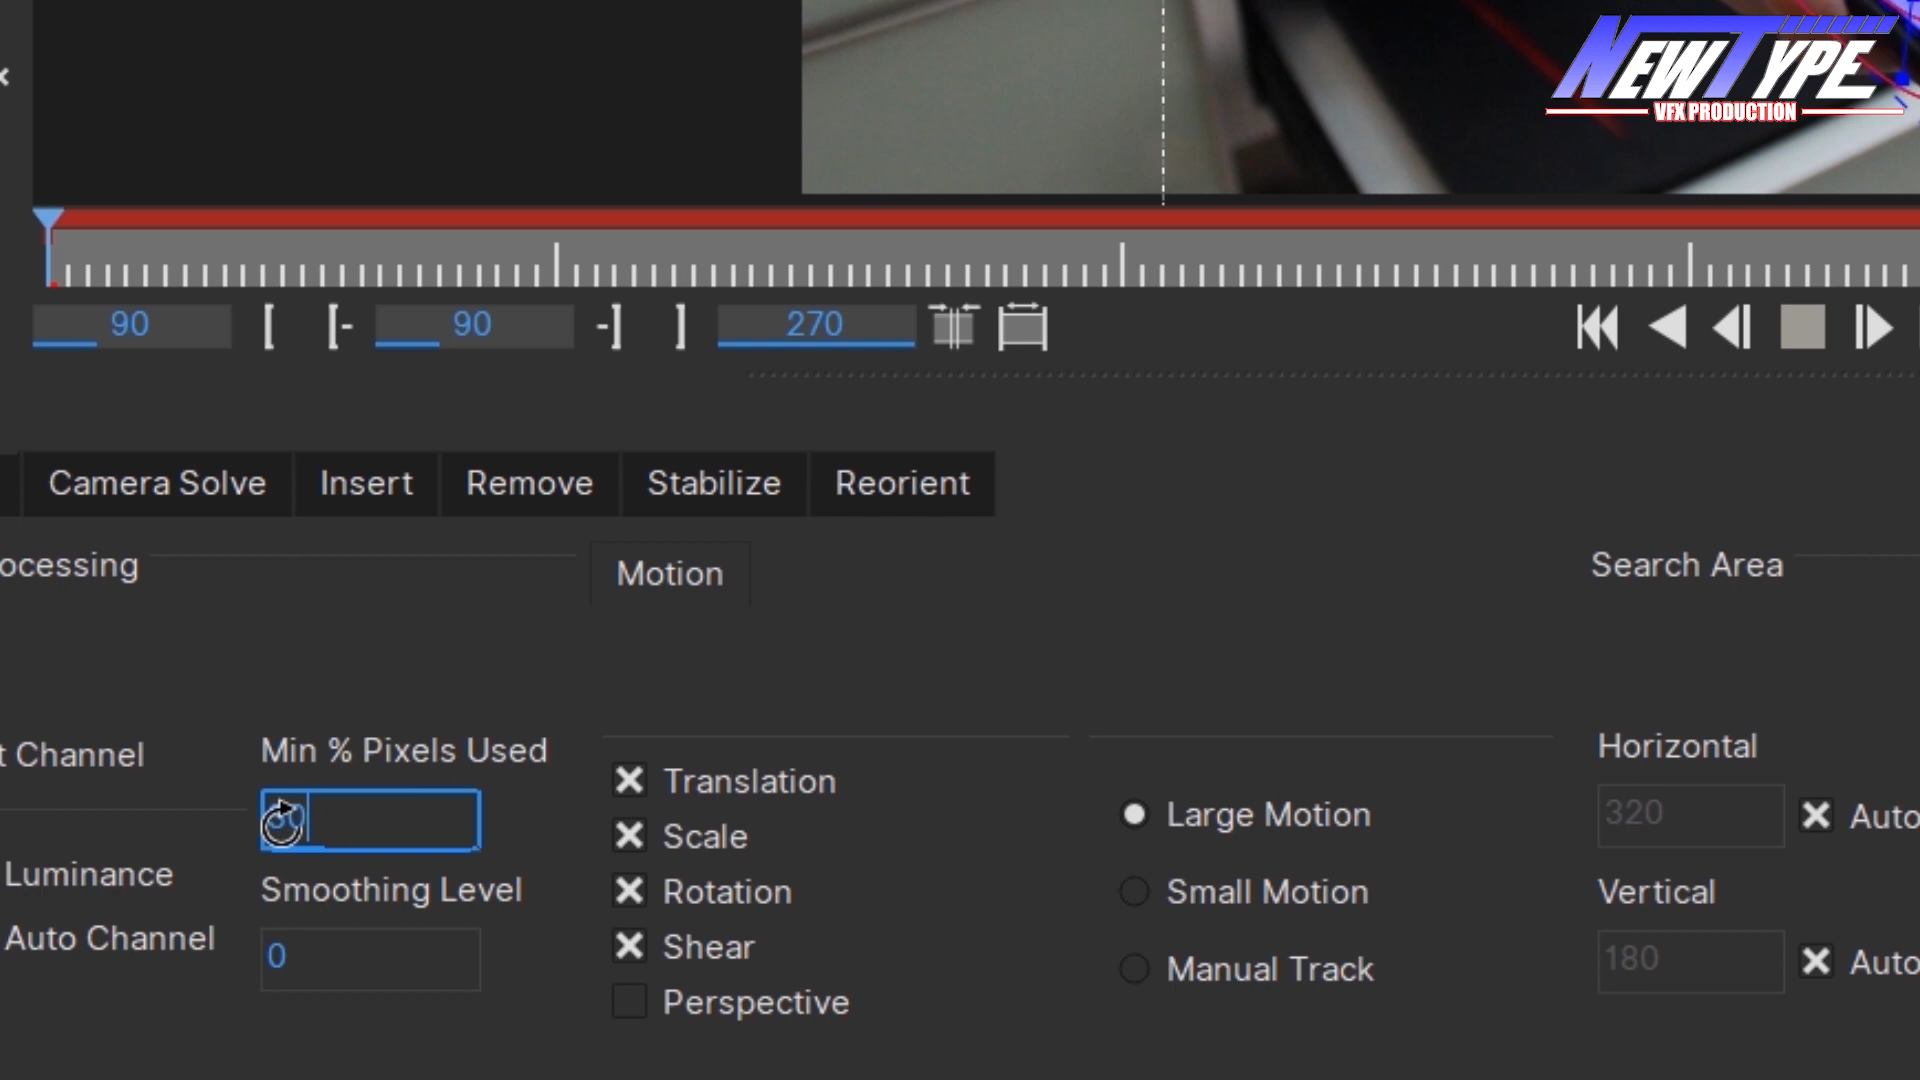 NEWTYPE
VFX PRODUCTION
90 [ [- 90 -] ] 270
Camera Solve Insert Remove Stabilize Reorient
ocessing Motion Search Area
t Channel Min % Pixels Used
Luminance
Auto Channel Smoothing Level
0
Translation
Scale
Rotation
Shear
Perspective
Large Motion
Small Motion
Manual Track
Horizontal
320 Auto
Vertical
180 Auto